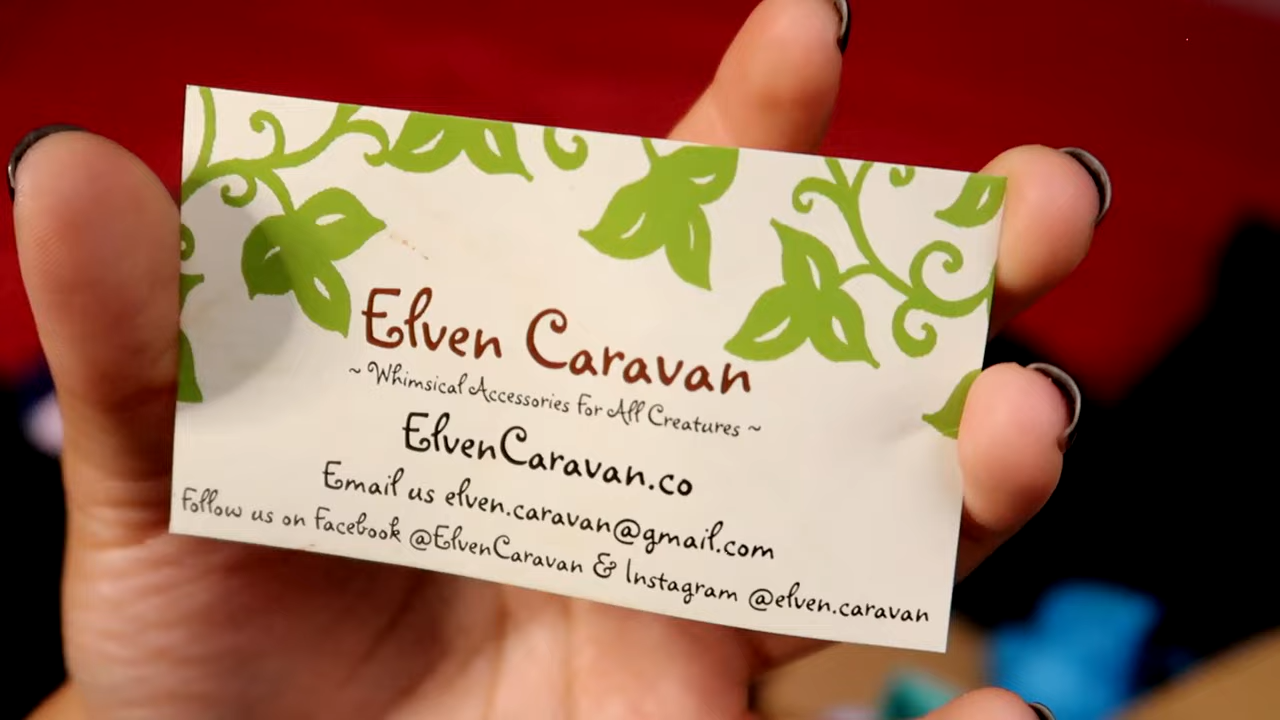 Elven Caravan
~ Whimsical Accessories For All Creatures ~
ElvenCaravan.co
Email us elven.caravan@gmail.com
Follow us on Facebook @ElvenCaravan & Instagram @elven.caravan